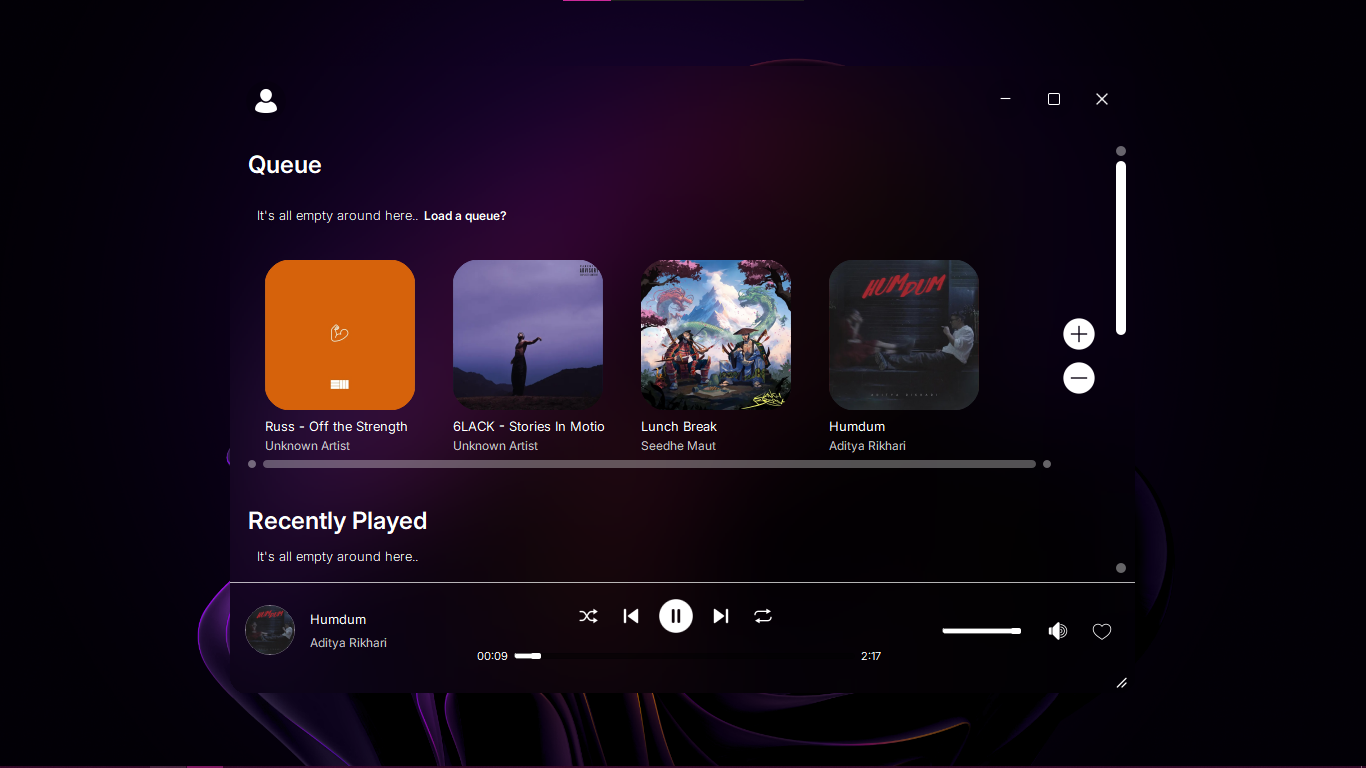 Queue
It's all empty around here.. Load a queue?
HUMDUM
ADITYA RIKHARI
Russ - Off the Strength
Unknown Artist
6LACK - Stories In Motio
Unknown Artist
Lunch Break
Seedhe Maut
Humdum
Aditya Rikhari
Recently Played
It's all empty around here..
Humdum
Aditya Rikhari
00:09
2:17